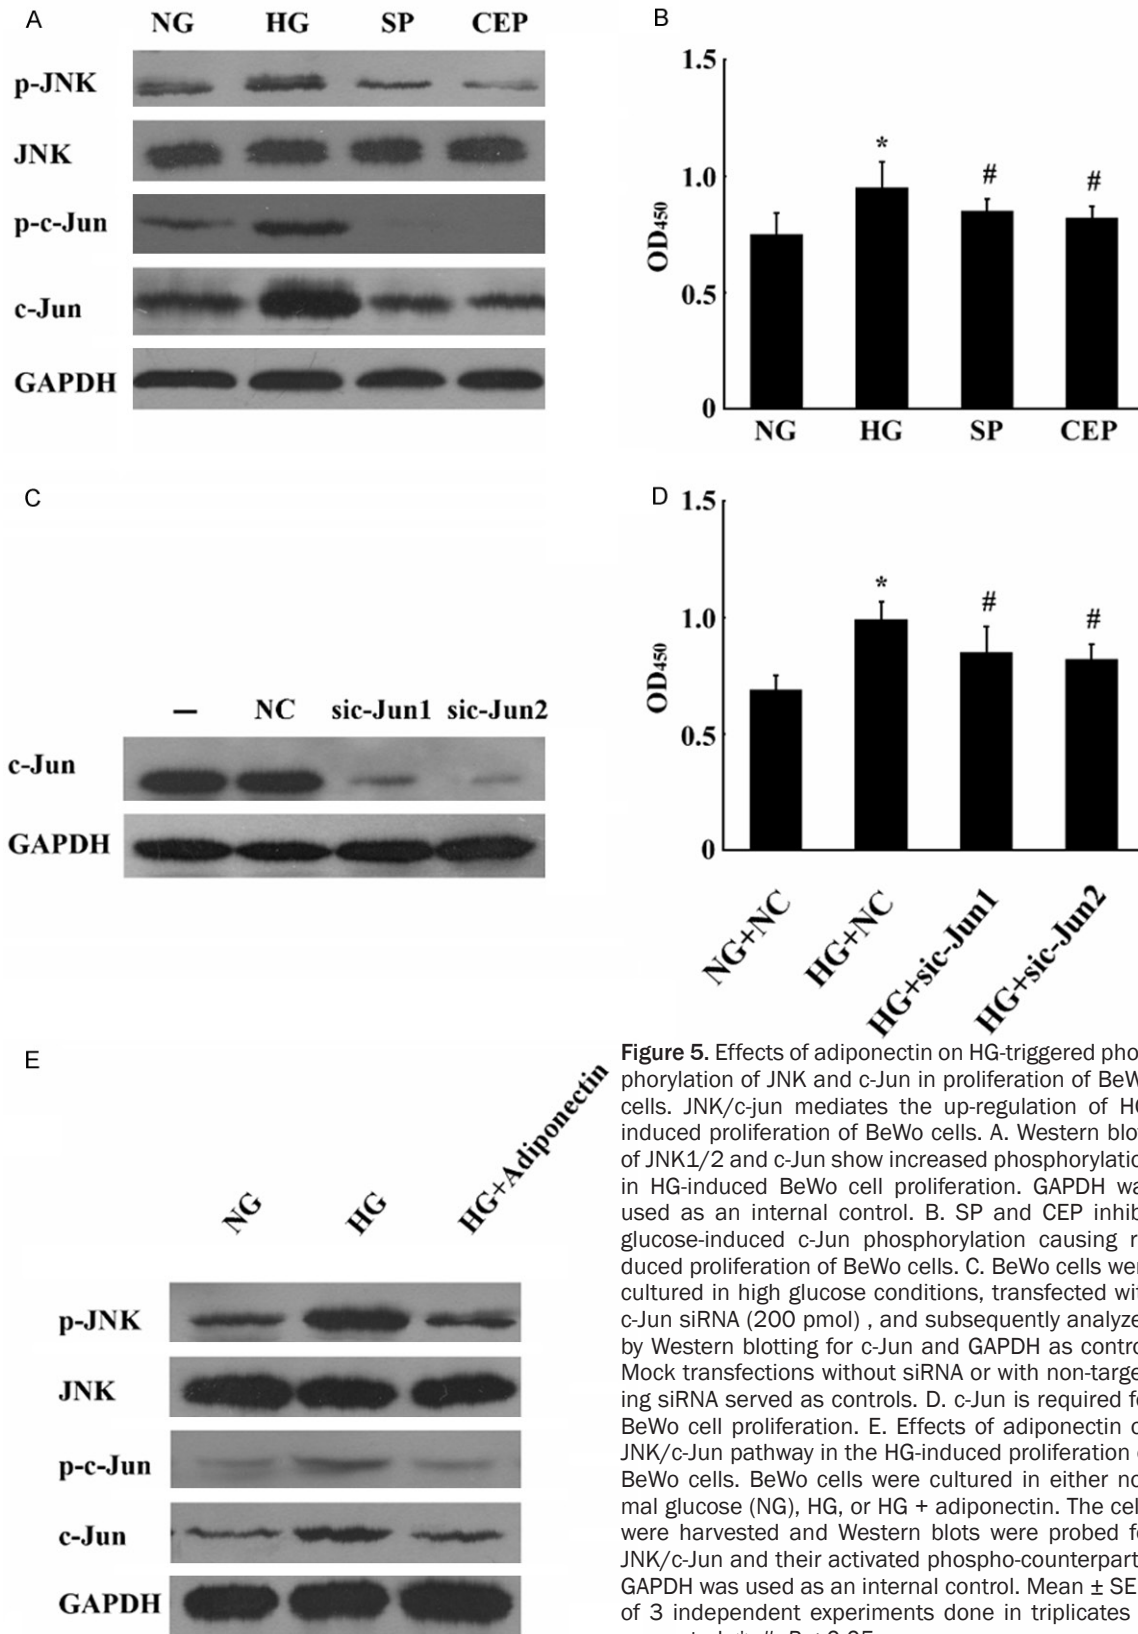 A
NG HG SP CEP
p-JNK
JNK
p-c-Jun
c-Jun
GAPDH
B
1.5
1.0
0.5
0
OD450
* # #
NG HG SP CEP
C
— NC sic-Jun1 sic-Jun2
c-Jun
GAPDH
D
1.5
1.0
0.5
0
OD450
* # #
NG+NC HG+NC HG+sic-Jun1 HG+sic-Jun2
E
NG HG HG+Adiponectin
p-JNK
JNK
p-c-Jun
c-Jun
GAPDH
Figure 5. Effects of adiponectin on HG-triggered phos
phorylation of JNK and c-Jun in proliferation of BeW
cells. JNK/c-jun mediates the up-regulation of HG
induced proliferation of BeWo cells. A. Western blot
of JNK1/2 and c-Jun show increased phosphorylatio
in HG-induced BeWo cell proliferation. GAPDH wa
used as an internal control. B. SP and CEP inhib
glucose-induced c-Jun phosphorylation causing r
duced proliferation of BeWo cells. C. BeWo cells wer
cultured in high glucose conditions, transfected wit
c-Jun siRNA (200 pmol) , and subsequently analyze
by Western blotting for c-Jun and GAPDH as contro
Mock transfections without siRNA or with non-targe
ing siRNA served as controls. D. c-Jun is required fo
BeWo cell proliferation. E. Effects of adiponectin o
JNK/c-Jun pathway in the HG-induced proliferation o
BeWo cells. BeWo cells were cultured in either no
mal glucose (NG), HG, or HG + adiponectin. The cel
were harvested and Western blots were probed fo
JNK/c-Jun and their activated phospho-counterpart
GAPDH was used as an internal control. Mean ± SE
of 3 independent experiments done in triplicates